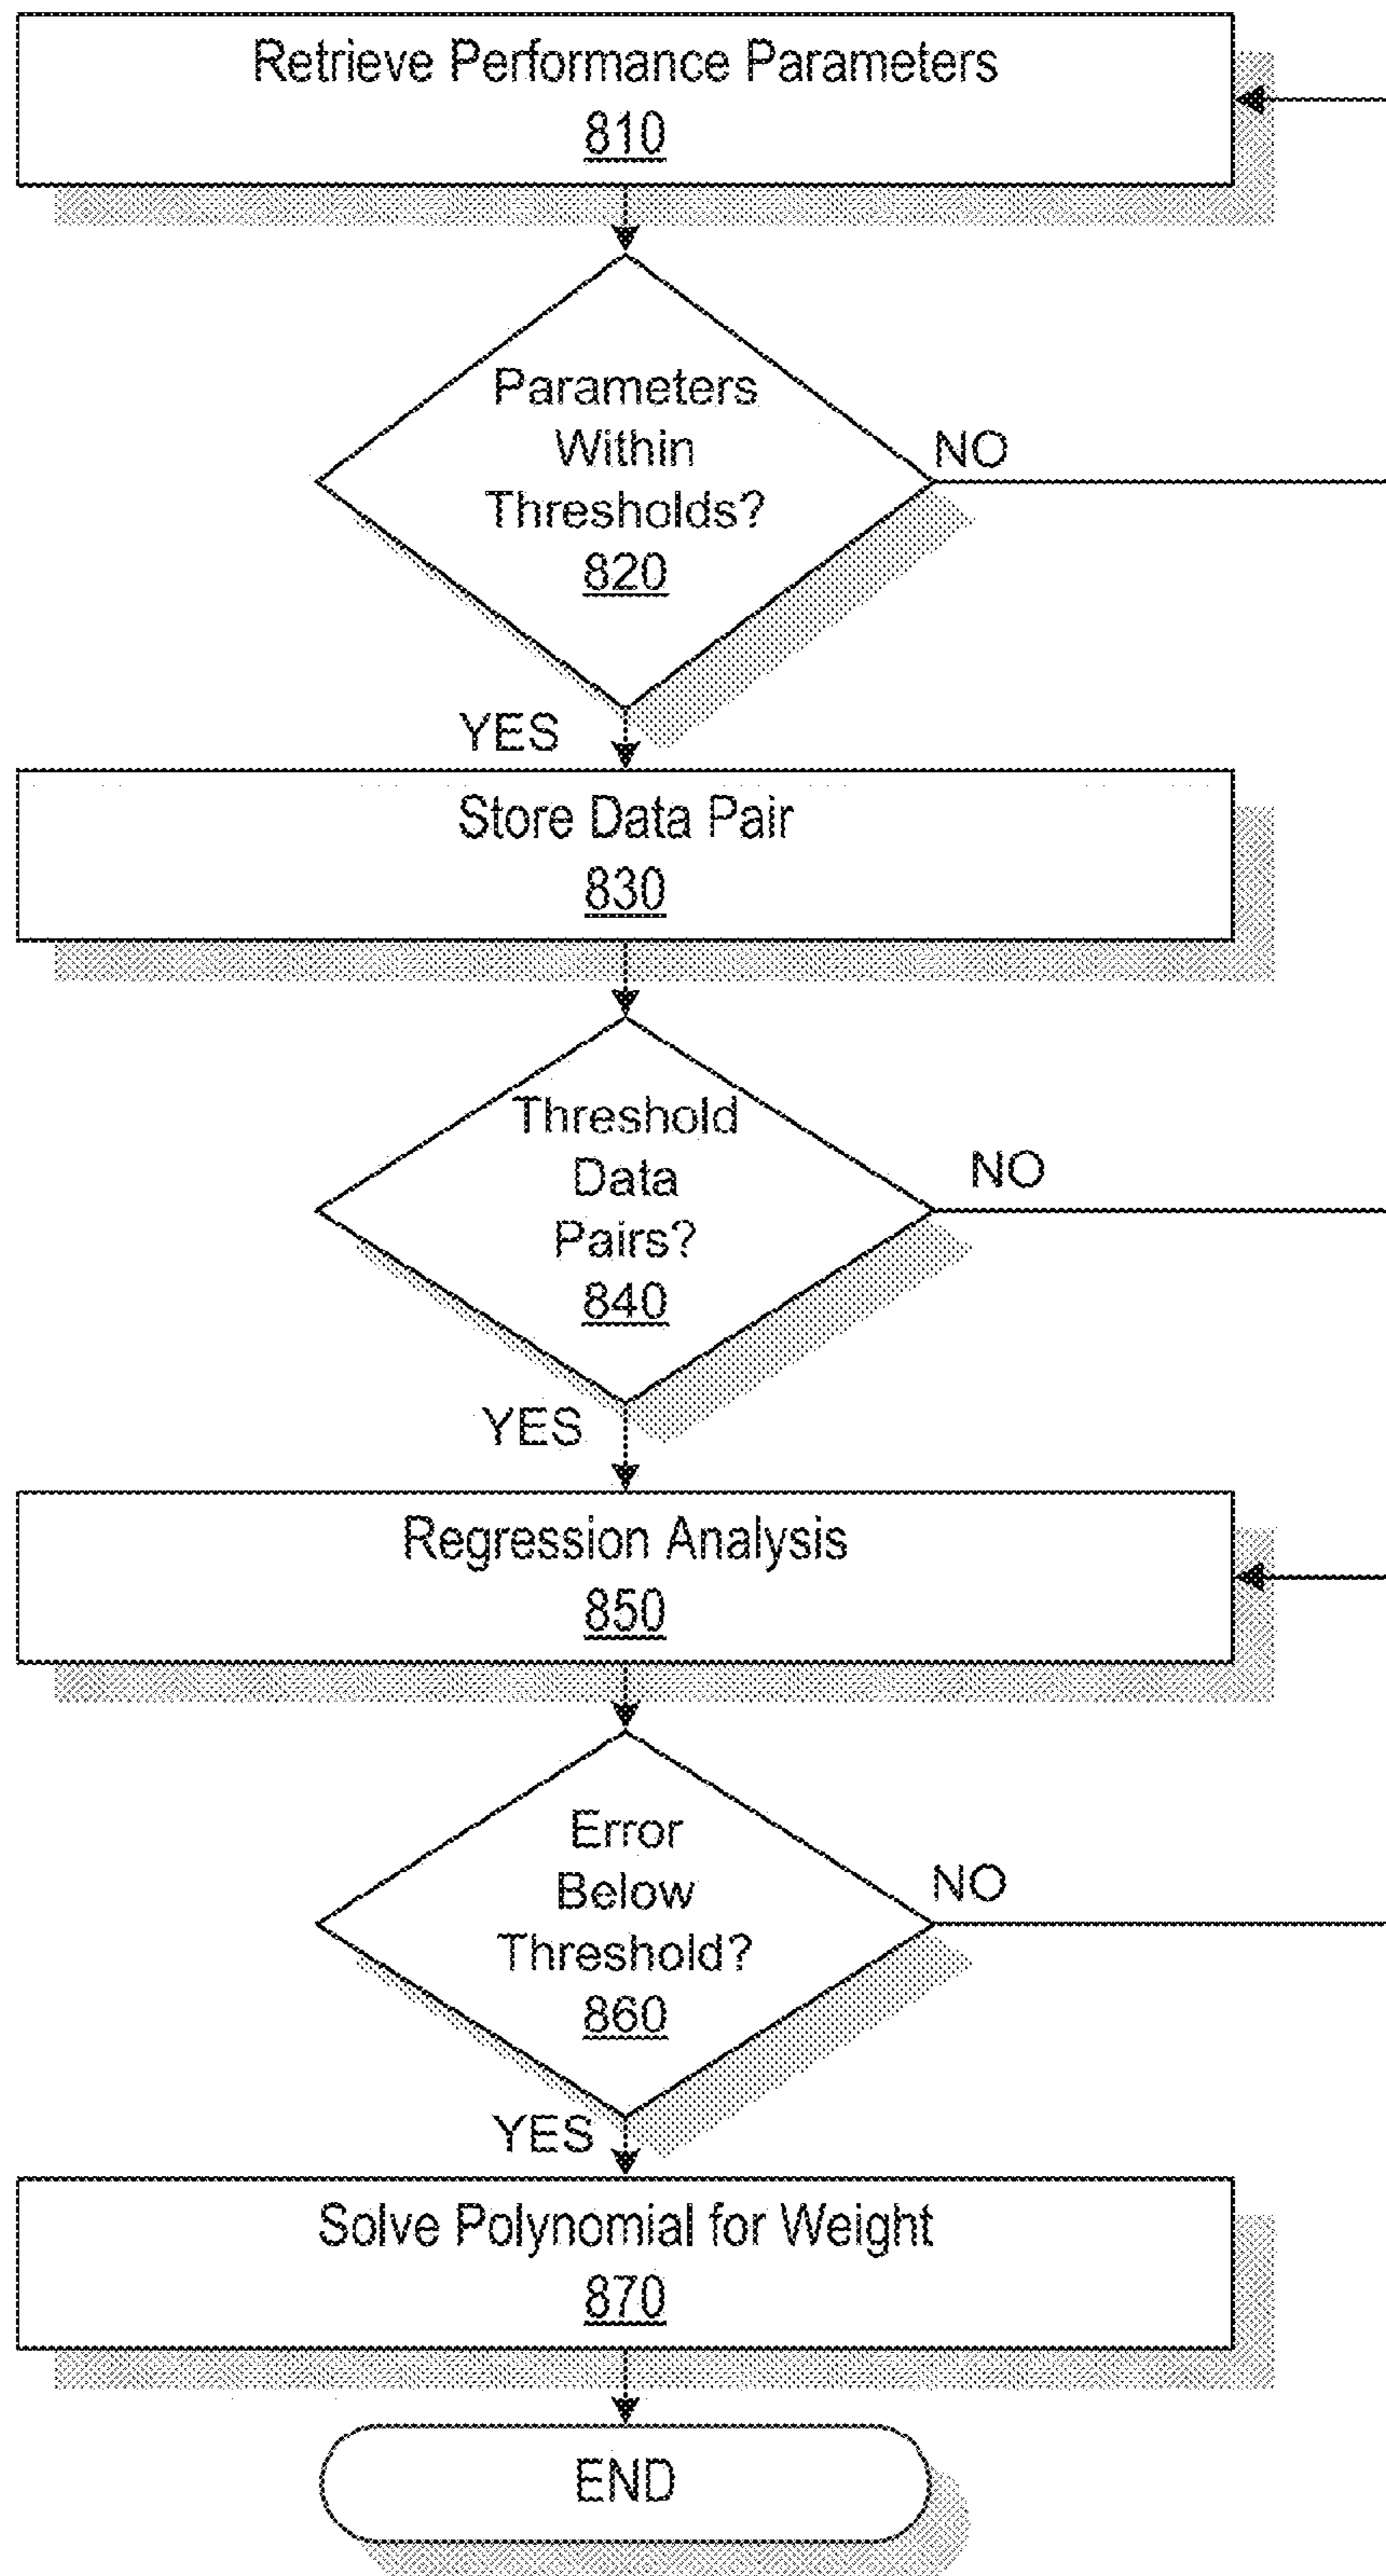 Retrieve Performance Parameters
810
Parameters
Within
Thresholds?
820
NO
YES
Store Data Pair
830
Threshold
Data
Pairs?
840
NO
YES
Regression Analysis
850
Error
Below
Threshold?
860
NO
YES
Solve Polynomial for Weight
870
END